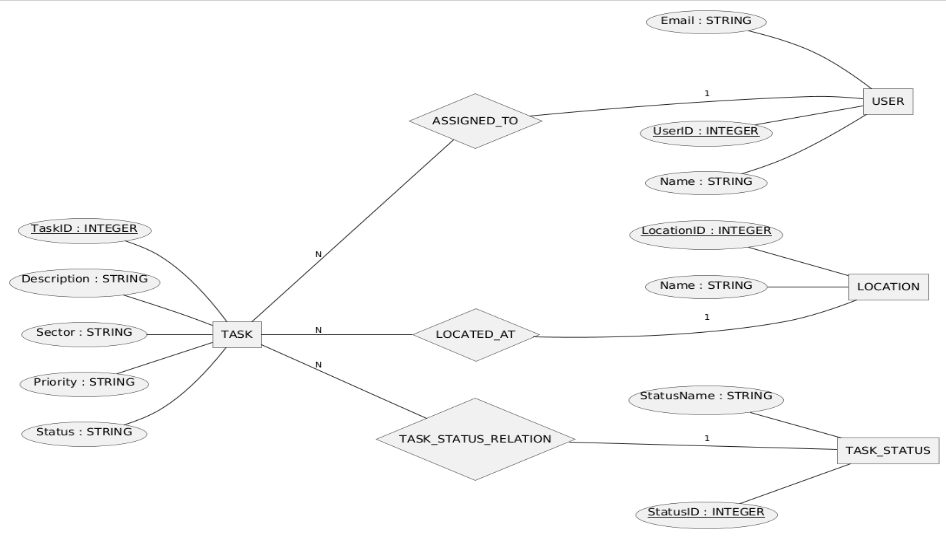 Email : STRING
USER
1
ASSIGNED_TO
UserID : INTEGER
Name : STRING
TaskID : INTEGER
LocationID : INTEGER
N
Description : STRING
Name : STRING
LOCATION
1
Sector : STRING
TASK
N
LOCATED_AT
N
Priority : STRING
StatusName : STRING
Status : STRING
TASK_STATUS_RELATION
1
TASK_STATUS
StatusID : INTEGER